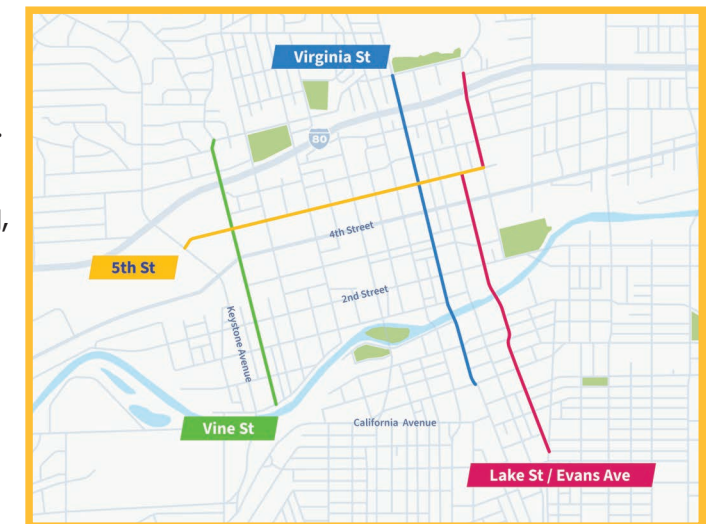 Virginia St
80
4th Street
5th St
2nd Street
Keystone Avenue
California Avenue
Vine St
Lake St / Evans Ave